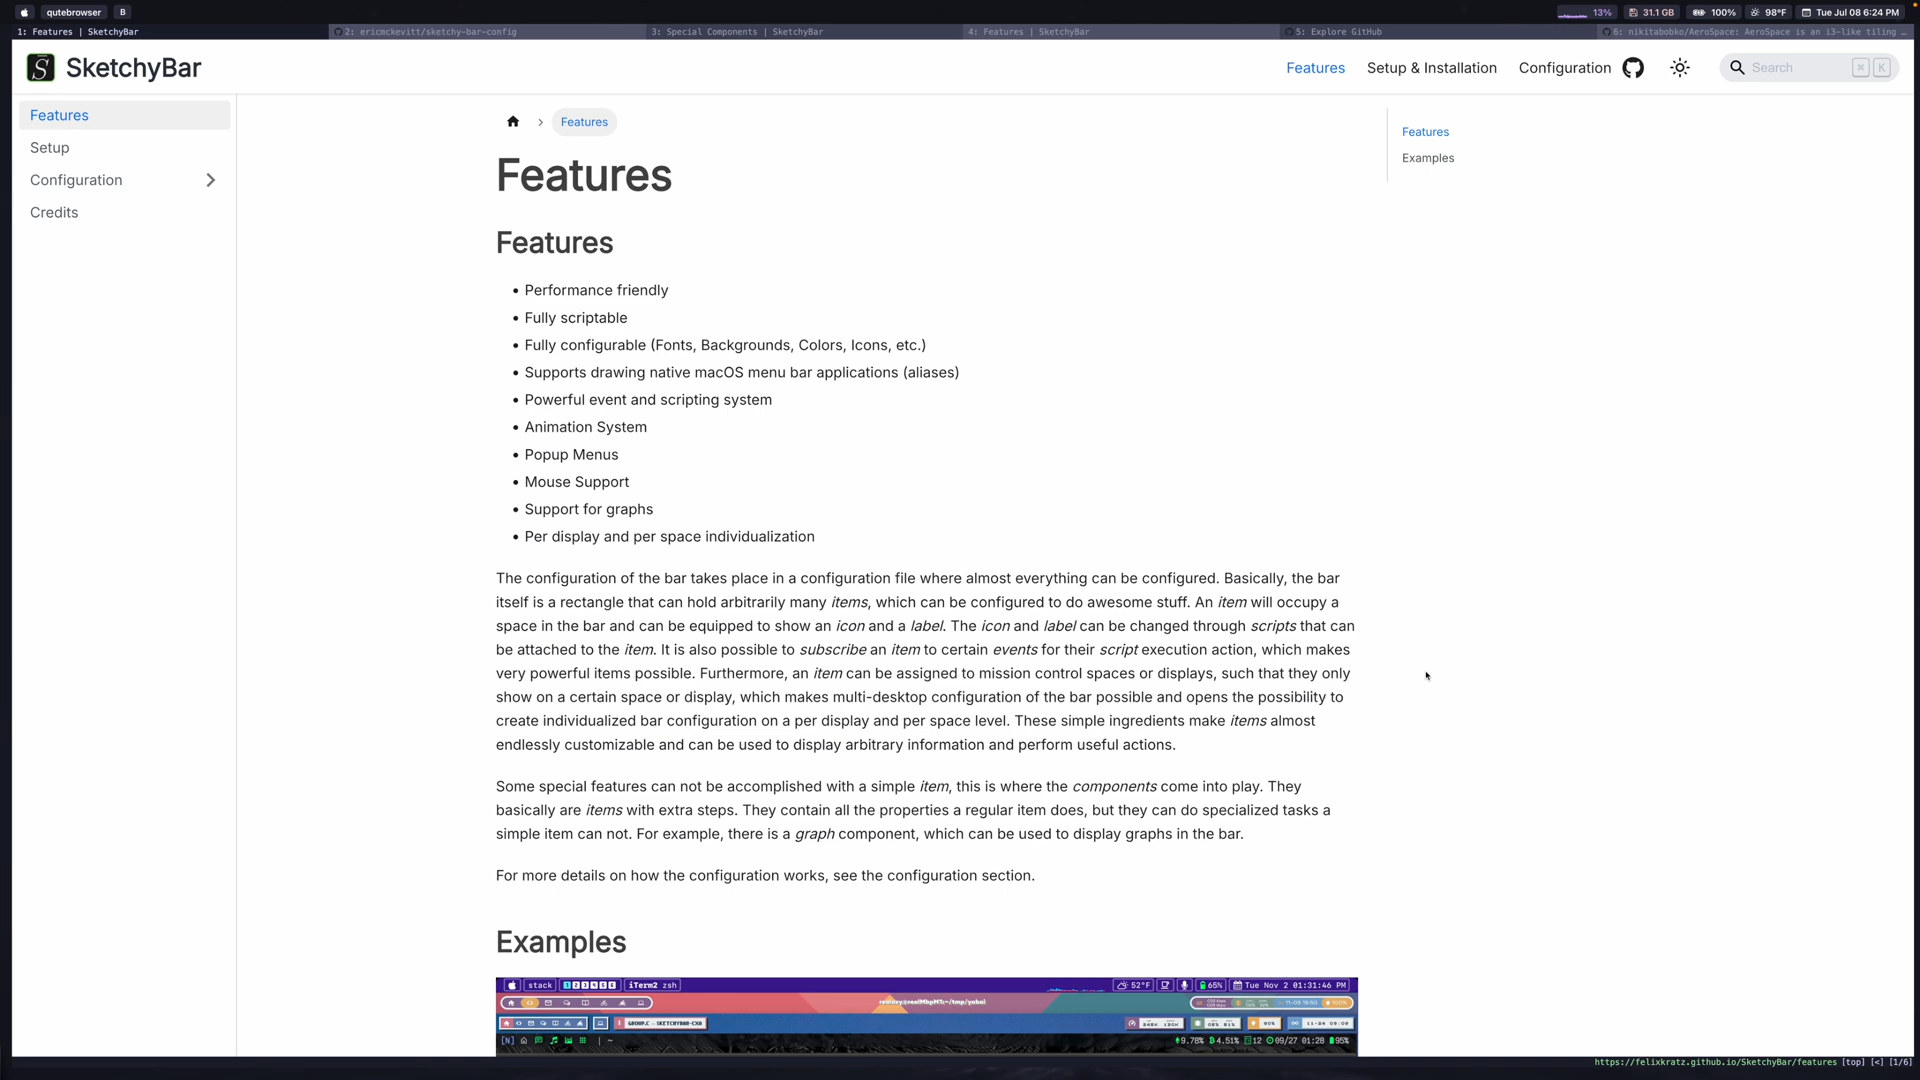 qutebrowser B 13% 31.1 GB 100% 98°F Tue Jul 08 6:24 PM
1: Features | SketchyBar 2: ericmckevitt/sketchy-bar-config 3: Special Components | SketchyBar 4: Features | SketchyBar 5: Explore GitHub 6: nikitabobko/AeroSpace: AeroSpace is an i3-like tiling …
SketchyBar Features Setup & Installation Configuration Search K
Features
Setup
Configuration
Credits
Features
Features
Features
• Performance friendly
• Fully scriptable
• Fully configurable (Fonts, Backgrounds, Colors, Icons, etc.)
• Supports drawing native macOS menu bar applications (aliases)
• Powerful event and scripting system
• Animation System
• Popup Menus
• Mouse Support
• Support for graphs
• Per display and per space individualization
The configuration of the bar takes place in a configuration file where almost everything can be configured. Basically, the bar
itself is a rectangle that can hold arbitrarily many items, which can be configured to do awesome stuff. An item will occupy a
space in the bar and can be equipped to show an icon and a label. The icon and label can be changed through scripts that can
be attached to the item. It is also possible to subscribe an item to certain events for their script execution action, which makes
very powerful items possible. Furthermore, an item can be assigned to mission control spaces or displays, such that they only
show on a certain space or display, which makes multi-desktop configuration of the bar possible and opens the possibility to
create individualized bar configuration on a per display and per space level. These simple ingredients make items almost
endlessly customizable and can be used to display arbitrary information and perform useful actions.
Some special features can not be accomplished with a simple item, this is where the components come into play. They
basically are items with extra steps. They contain all the properties a regular item does, but they can do specialized tasks a
simple item can not. For example, there is a graph component, which can be used to display graphs in the bar.
For more details on how the configuration works, see the configuration section.
Examples
stack 1 2 3 4 5 6 iTerm2 zsh 52°F 65% Tue Nov 2 01:31:46 PM
[N] | ~ 9.78% 4.51% 12 09/27 01:28 95%
Features
Examples
https://felixkratz.github.io/SketchyBar/features [top] [<] [1/6]